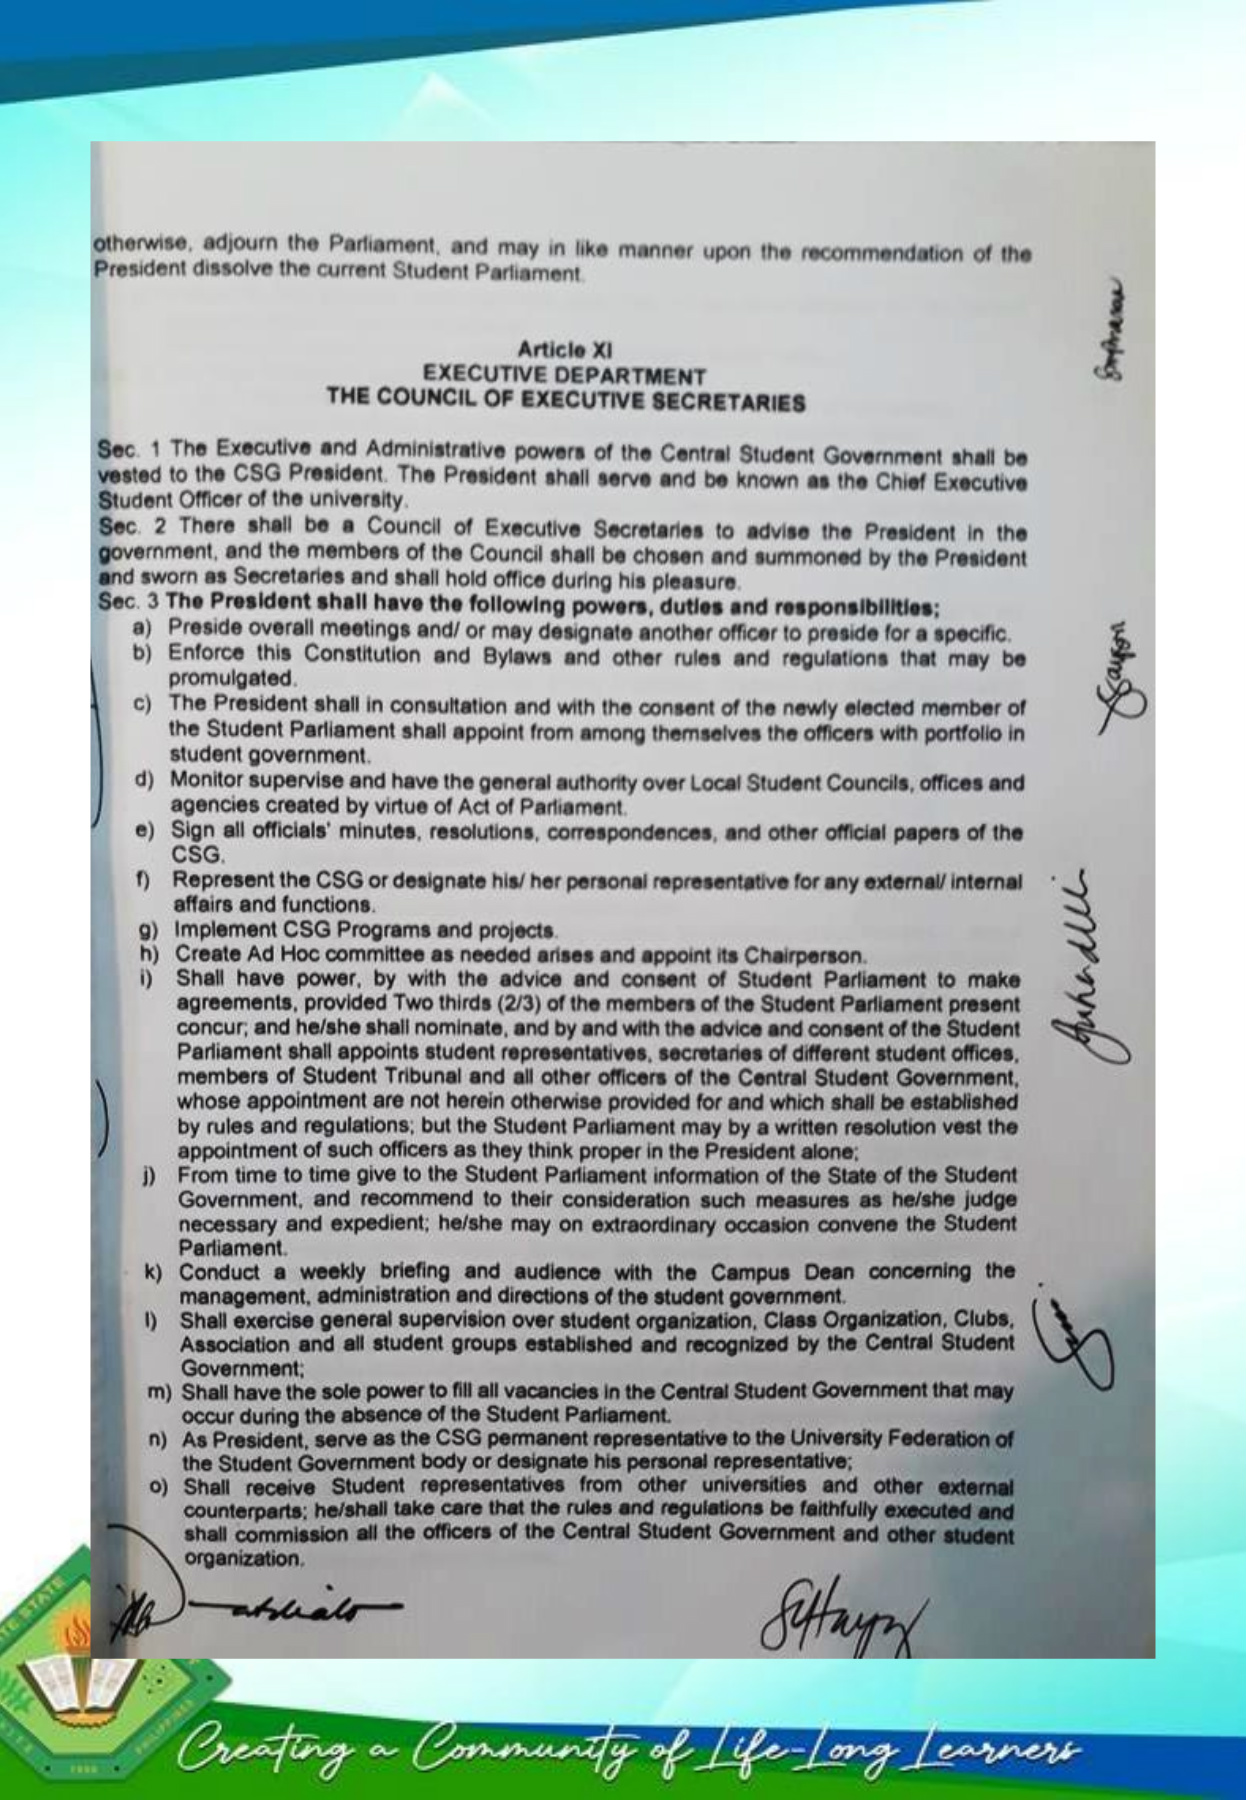 otherwise, adjourn the Parliament, and may in like manner upon the recommendation of the
President dissolve the current Student Parliament.
Article XI
EXECUTIVE DEPARTMENT
THE COUNCIL OF EXECUTIVE SECRETARIES
Sec. 1 The Executive and Administrative powers of the Central Student Government shall be
vested to the CSG President. The President shall serve and be known as the Chief Executive
Student Officer of the university.
Sec. 2 There shall be a Council of Executive Secretaries to advise the President in the
government, and the members of the Council shall be chosen and summoned by the President
and sworn as Secretaries and shall hold office during his pleasure.
Sec. 3 The President shall have the following powers, duties and responsibilities;
a) Preside overall meetings and/ or may designate another officer to preside for a specific.
b) Enforce this Constitution and Bylaws and other rules and regulations that may be
promulgated.
c) The President shall in consultation and with the consent of the newly elected member of
the Student Parliament shall appoint from among themselves the officers with portfolio in
student government.
d) Monitor supervise and have the general authority over Local Student Councils, offices and
agencies created by virtue of Act of Parliament.
e) Sign all officials' minutes, resolutions, correspondences, and other official papers of the
CSG.
f) Represent the CSG or designate his/ her personal representative for any external/ internal
affairs and functions.
g) Implement CSG Programs and projects.
h) Create Ad Hoc committee as needed arises and appoint its Chairperson.
i) Shall have power, by with the advice and consent of Student Parliament to make
agreements, provided Two thirds (2/3) of the members of the Student Parliament present
concur; and he/she shall nominate, and by and with the advice and consent of the Student
Parliament shall appoints student representatives, secretaries of different student offices,
members of Student Tribunal and all other officers of the Central Student Government,
whose appointment are not herein otherwise provided for and which shall be established
by rules and regulations; but the Student Parliament may by a written resolution vest the
appointment of such officers as they think proper in the President alone;
j) From time to time give to the Student Parliament information of the State of the Student
Government, and recommend to their consideration such measures as he/she judge
necessary and expedient; he/she may on extraordinary occasion convene the Student
Parliament.
k) Conduct a weekly briefing and audience with the Campus Dean concerning the
management, administration and directions of the student government.
l) Shall exercise general supervision over student organization, Class Organization, Clubs,
Association and all student groups established and recognized by the Central Student
Government;
m) Shall have the sole power to fill all vacancies in the Central Student Government that may
occur during the absence of the Student Parliament.
n) As President, serve as the CSG permanent representative to the University Federation of
the Student Government body or designate his personal representative;
o) Shall receive Student representatives from other universities and other external
counterparts; he/shall take care that the rules and regulations be faithfully executed and
shall commission all the officers of the Central Student Government and other student
organization.
Creating a Community of Life-Long Learners